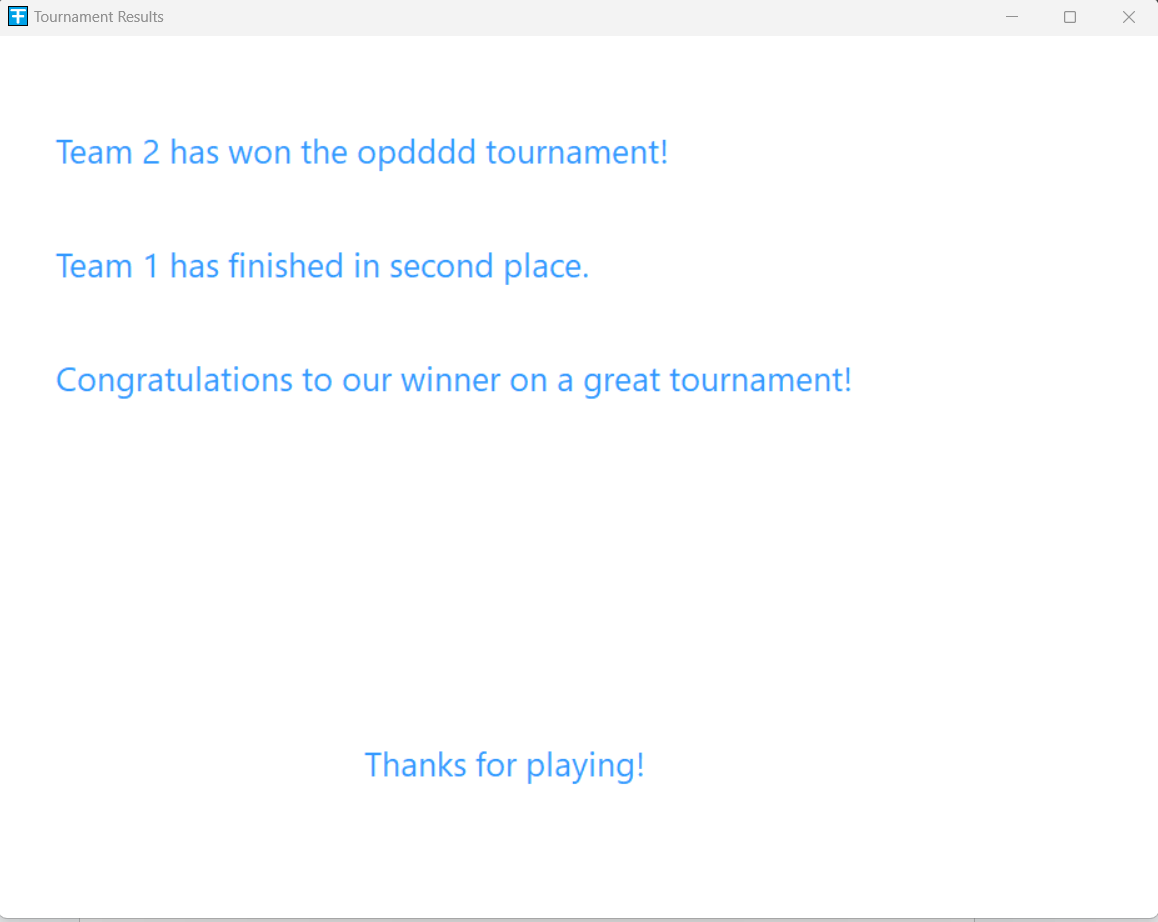 Tournament Results
Team 2 has won the opdddd tournament!
Team 1 has finished in second place.
Congratulations to our winner on a great tournament!
Thanks for playing!